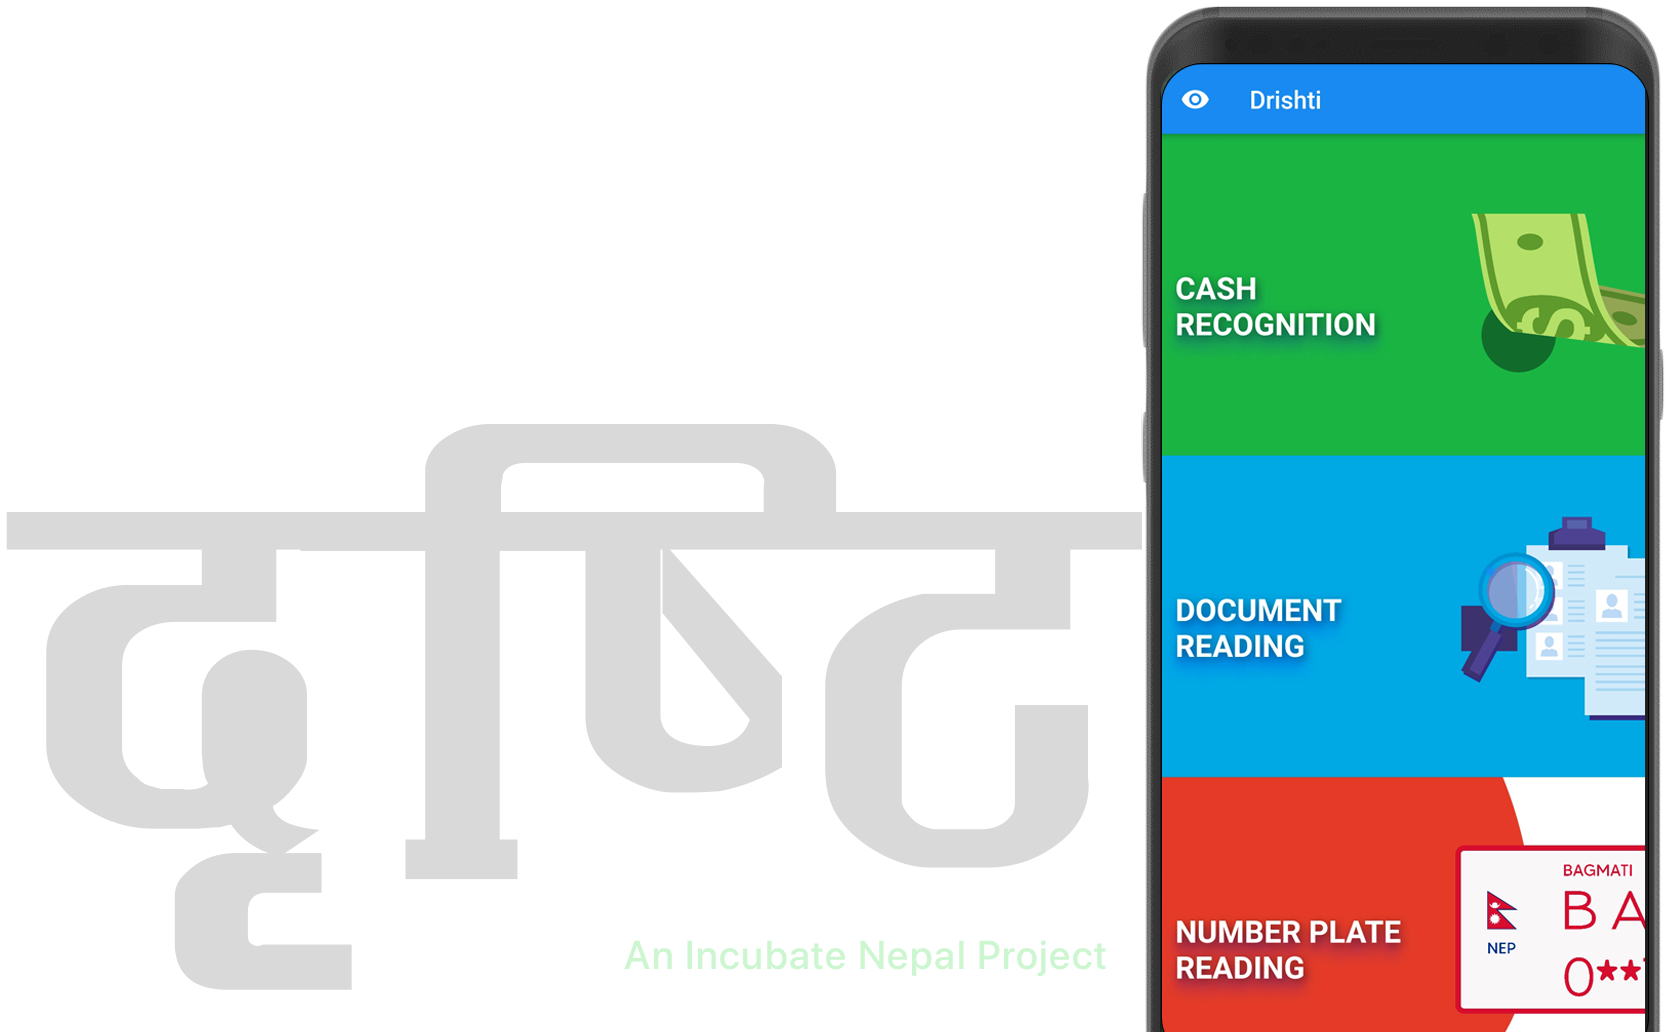 दृष्टि
An Incubate Nepal Project
Drishti
CASH
RECOGNITION
DOCUMENT
READING
NUMBER PLATE
READING
BAGMATI
B A
NEP
0**